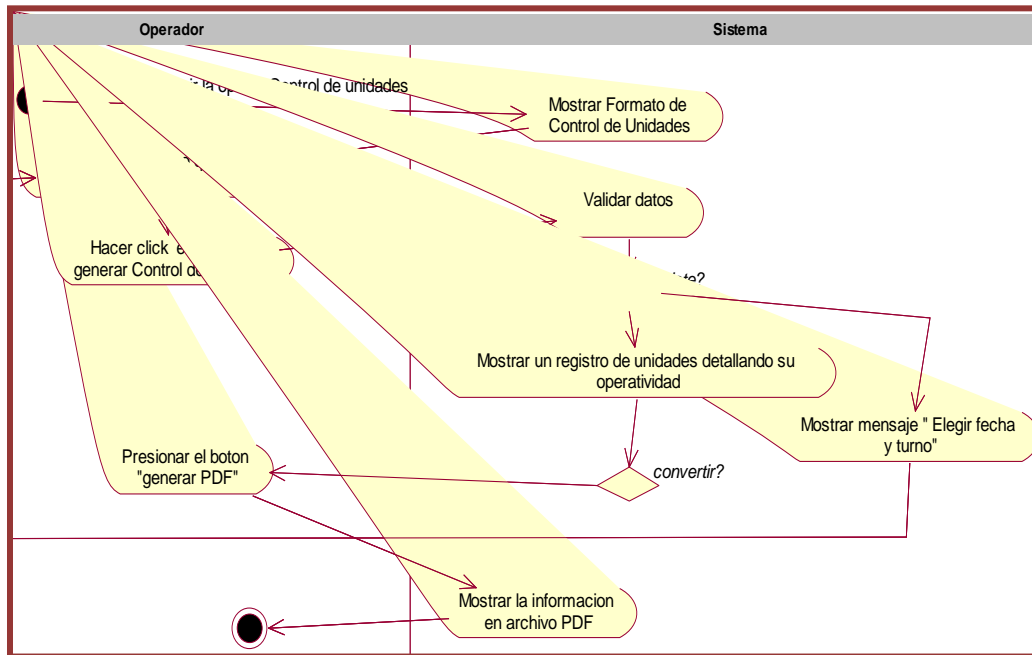 Operador
Sistema
Control de unidades
Mostrar Formato de
Control de Unidades
Validar datos
Hacer click
generar Control
Mostrar un registro de unidades detallando su
operatividad
Mostrar mensaje " Elegir fecha
y turno"
Presionar el boton
"generar PDF"
convertir?
Mostrar la informacion
en archivo PDF